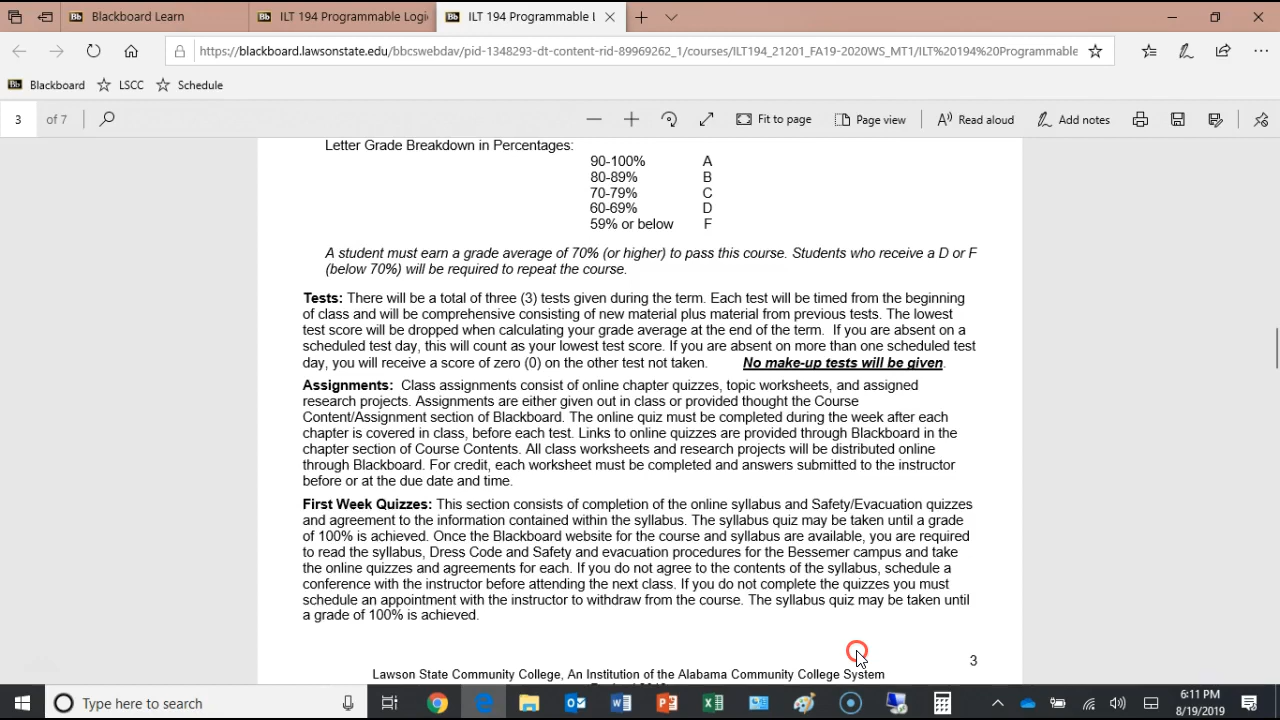 Blackboard Learn
ILT 194 Programmable Logi
ILT 194 Programmable L
https://blackboard.lawsonstate.edu/bbcswebdav/pid-1348293-dt-content-rid-89969262_1/courses/ILT194_21201_FA19-2020WS_MT1/ILT%20194%20Programmable
Bb Blackboard LSCC Schedule
3 of 7 Fit to page Page view Read aloud Add notes
Letter Grade Breakdown in Percentages:
90-100% A
80-89% B
70-79% C
60-69% D
59% or below F
A student must earn a grade average of 70% (or higher) to pass this course. Students who receive a D or F
(below 70%) will be required to repeat the course.
Tests: There will be a total of three (3) tests given during the term. Each test will be timed from the beginning
of class and will be comprehensive consisting of new material plus material from previous tests. The lowest
test score will be dropped when calculating your grade average at the end of the term. If you are absent on a
scheduled test day, this will count as your lowest test score. If you are absent on more than one scheduled test
day, you will receive a score of zero (0) on the other test not taken. No make-up tests will be given.
Assignments: Class assignments consist of online chapter quizzes, topic worksheets, and assigned
research projects. Assignments are either given out in class or provided thought the Course
Content/Assignment section of Blackboard. The online quiz must be completed during the week after each
chapter is covered in class, before each test. Links to online quizzes are provided through Blackboard in the
chapter section of Course Contents. All class worksheets and research projects will be distributed online
through Blackboard. For credit, each worksheet must be completed and answers submitted to the instructor
before or at the due date and time.
First Week Quizzes: This section consists of completion of the online syllabus and Safety/Evacuation quizzes
and agreement to the information contained within the syllabus. The syllabus quiz may be taken until a grade
of 100% is achieved. Once the Blackboard website for the course and syllabus are available, you are required
to read the syllabus, Dress Code and Safety and evacuation procedures for the Bessemer campus and take
the online quizzes and agreements for each. If you do not agree to the contents of the syllabus, schedule a
conference with the instructor before attending the next class. If you do not complete the quizzes you must
schedule an appointment with the instructor to withdraw from the course. The syllabus quiz may be taken until
a grade of 100% is achieved.
3
Lawson State Community College, An Institution of the Alabama Community College System
Type here to search
6:11 PM
8/19/2019